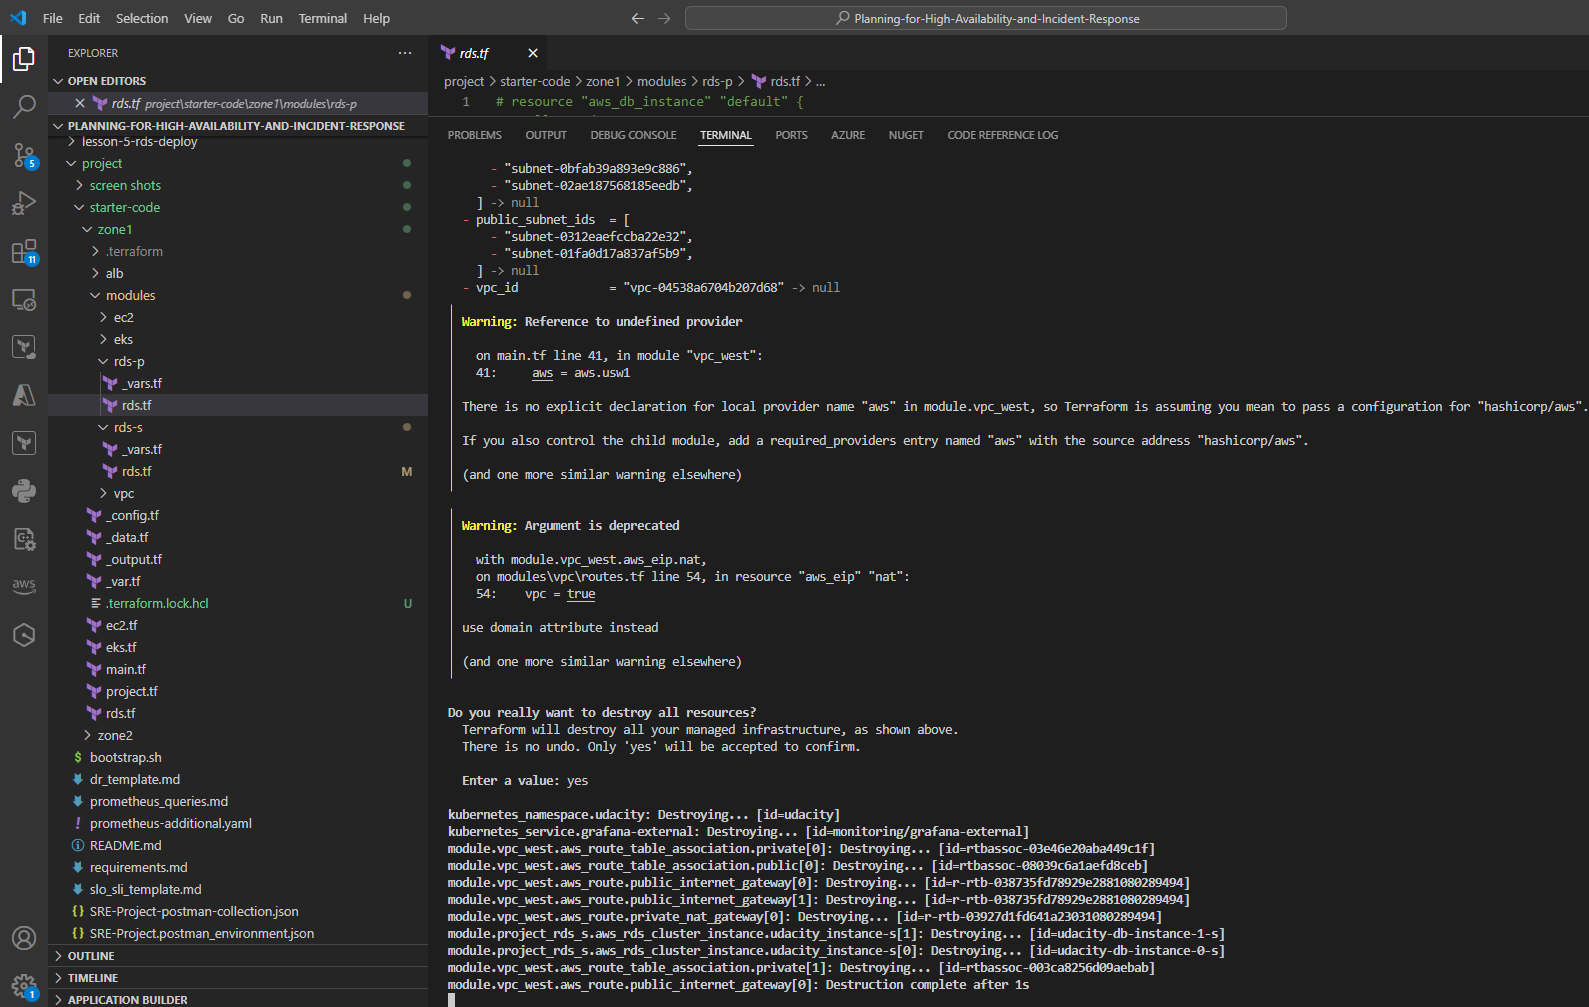 File Edit Selection View Go Run Terminal Help
Planning-for-High-Availability-and-Incident-Response
EXPLORER
OPEN EDITORS
rds.tf project\starter-code\zone1\modules\rds-p
PLANNING-FOR-HIGH-AVAILABILITY-AND-INCIDENT-RESPONSE
lesson-5-rds-deploy
project
screen shots
starter-code
zone1
.terraform
alb
modules
ec2
eks
rds-p
_vars.tf
rds.tf
rds-s
_vars.tf
rds.tf M
vpc
_config.tf
_data.tf
_output.tf
_var.tf
.terraform.lock.hcl U
ec2.tf
eks.tf
main.tf
project.tf
rds.tf
zone2
$ bootstrap.sh
dr_template.md
prometheus_queries.md
! prometheus-additional.yaml
README.md
requirements.md
slo_sli_template.md
{} SRE-Project-postman-collection.json
{} SRE-Project.postman_environment.json
OUTLINE
TIMELINE
APPLICATION BUILDER
5
11
aws
1
rds.tf
project > starter-code > zone1 > modules > rds-p > rds.tf > ...
1 # resource "aws_db_instance" "default" {
PROBLEMS OUTPUT DEBUG CONSOLE TERMINAL PORTS AZURE NUGET CODE REFERENCE LOG
- "subnet-0bfab39a893e9c886",
- "subnet-02ae187568185eedb",
] -> null
- public_subnet_ids = [
- "subnet-0312eaefccba22e32",
- "subnet-01fa0d17a837af5b9",
] -> null
- vpc_id = "vpc-04538a6704b207d68" -> null
Warning: Reference to undefined provider
on main.tf line 41, in module "vpc_west":
41: aws = aws.usw1
There is no explicit declaration for local provider name "aws" in module.vpc_west, so Terraform is assuming you mean to pass a configuration for "hashicorp/aws".
If you also control the child module, add a required_providers entry named "aws" with the source address "hashicorp/aws".
(and one more similar warning elsewhere)
Warning: Argument is deprecated
with module.vpc_west.aws_eip.nat,
on modules\vpc\routes.tf line 54, in resource "aws_eip" "nat":
54: vpc = true
use domain attribute instead
(and one more similar warning elsewhere)
Do you really want to destroy all resources?
Terraform will destroy all your managed infrastructure, as shown above.
There is no undo. Only 'yes' will be accepted to confirm.
Enter a value: yes
kubernetes_namespace.udacity: Destroying... [id=udacity]
kubernetes_service.grafana-external: Destroying... [id=monitoring/grafana-external]
module.vpc_west.aws_route_table_association.private[0]: Destroying... [id=rtbassoc-03e46e20aba449c1f]
module.vpc_west.aws_route_table_association.public[0]: Destroying... [id=rtbassoc-08039c6a1aefd8ceb]
module.vpc_west.aws_route.public_internet_gateway[0]: Destroying... [id=r-rtb-038735fd78929e2881080289494]
module.vpc_west.aws_route.public_internet_gateway[1]: Destroying... [id=r-rtb-038735fd78929e2881080289494]
module.vpc_west.aws_route.private_nat_gateway[0]: Destroying... [id=r-rtb-03927d1fd641a23031080289494]
module.project_rds_s.aws_rds_cluster_instance.udacity_instance-s[1]: Destroying... [id=udacity-db-instance-1-s]
module.project_rds_s.aws_rds_cluster_instance.udacity_instance-s[0]: Destroying... [id=udacity-db-instance-0-s]
module.vpc_west.aws_route_table_association.private[1]: Destroying... [id=rtbassoc-003ca8256d09aebab]
module.vpc_west.aws_route.public_internet_gateway[0]: Destruction complete after 1s